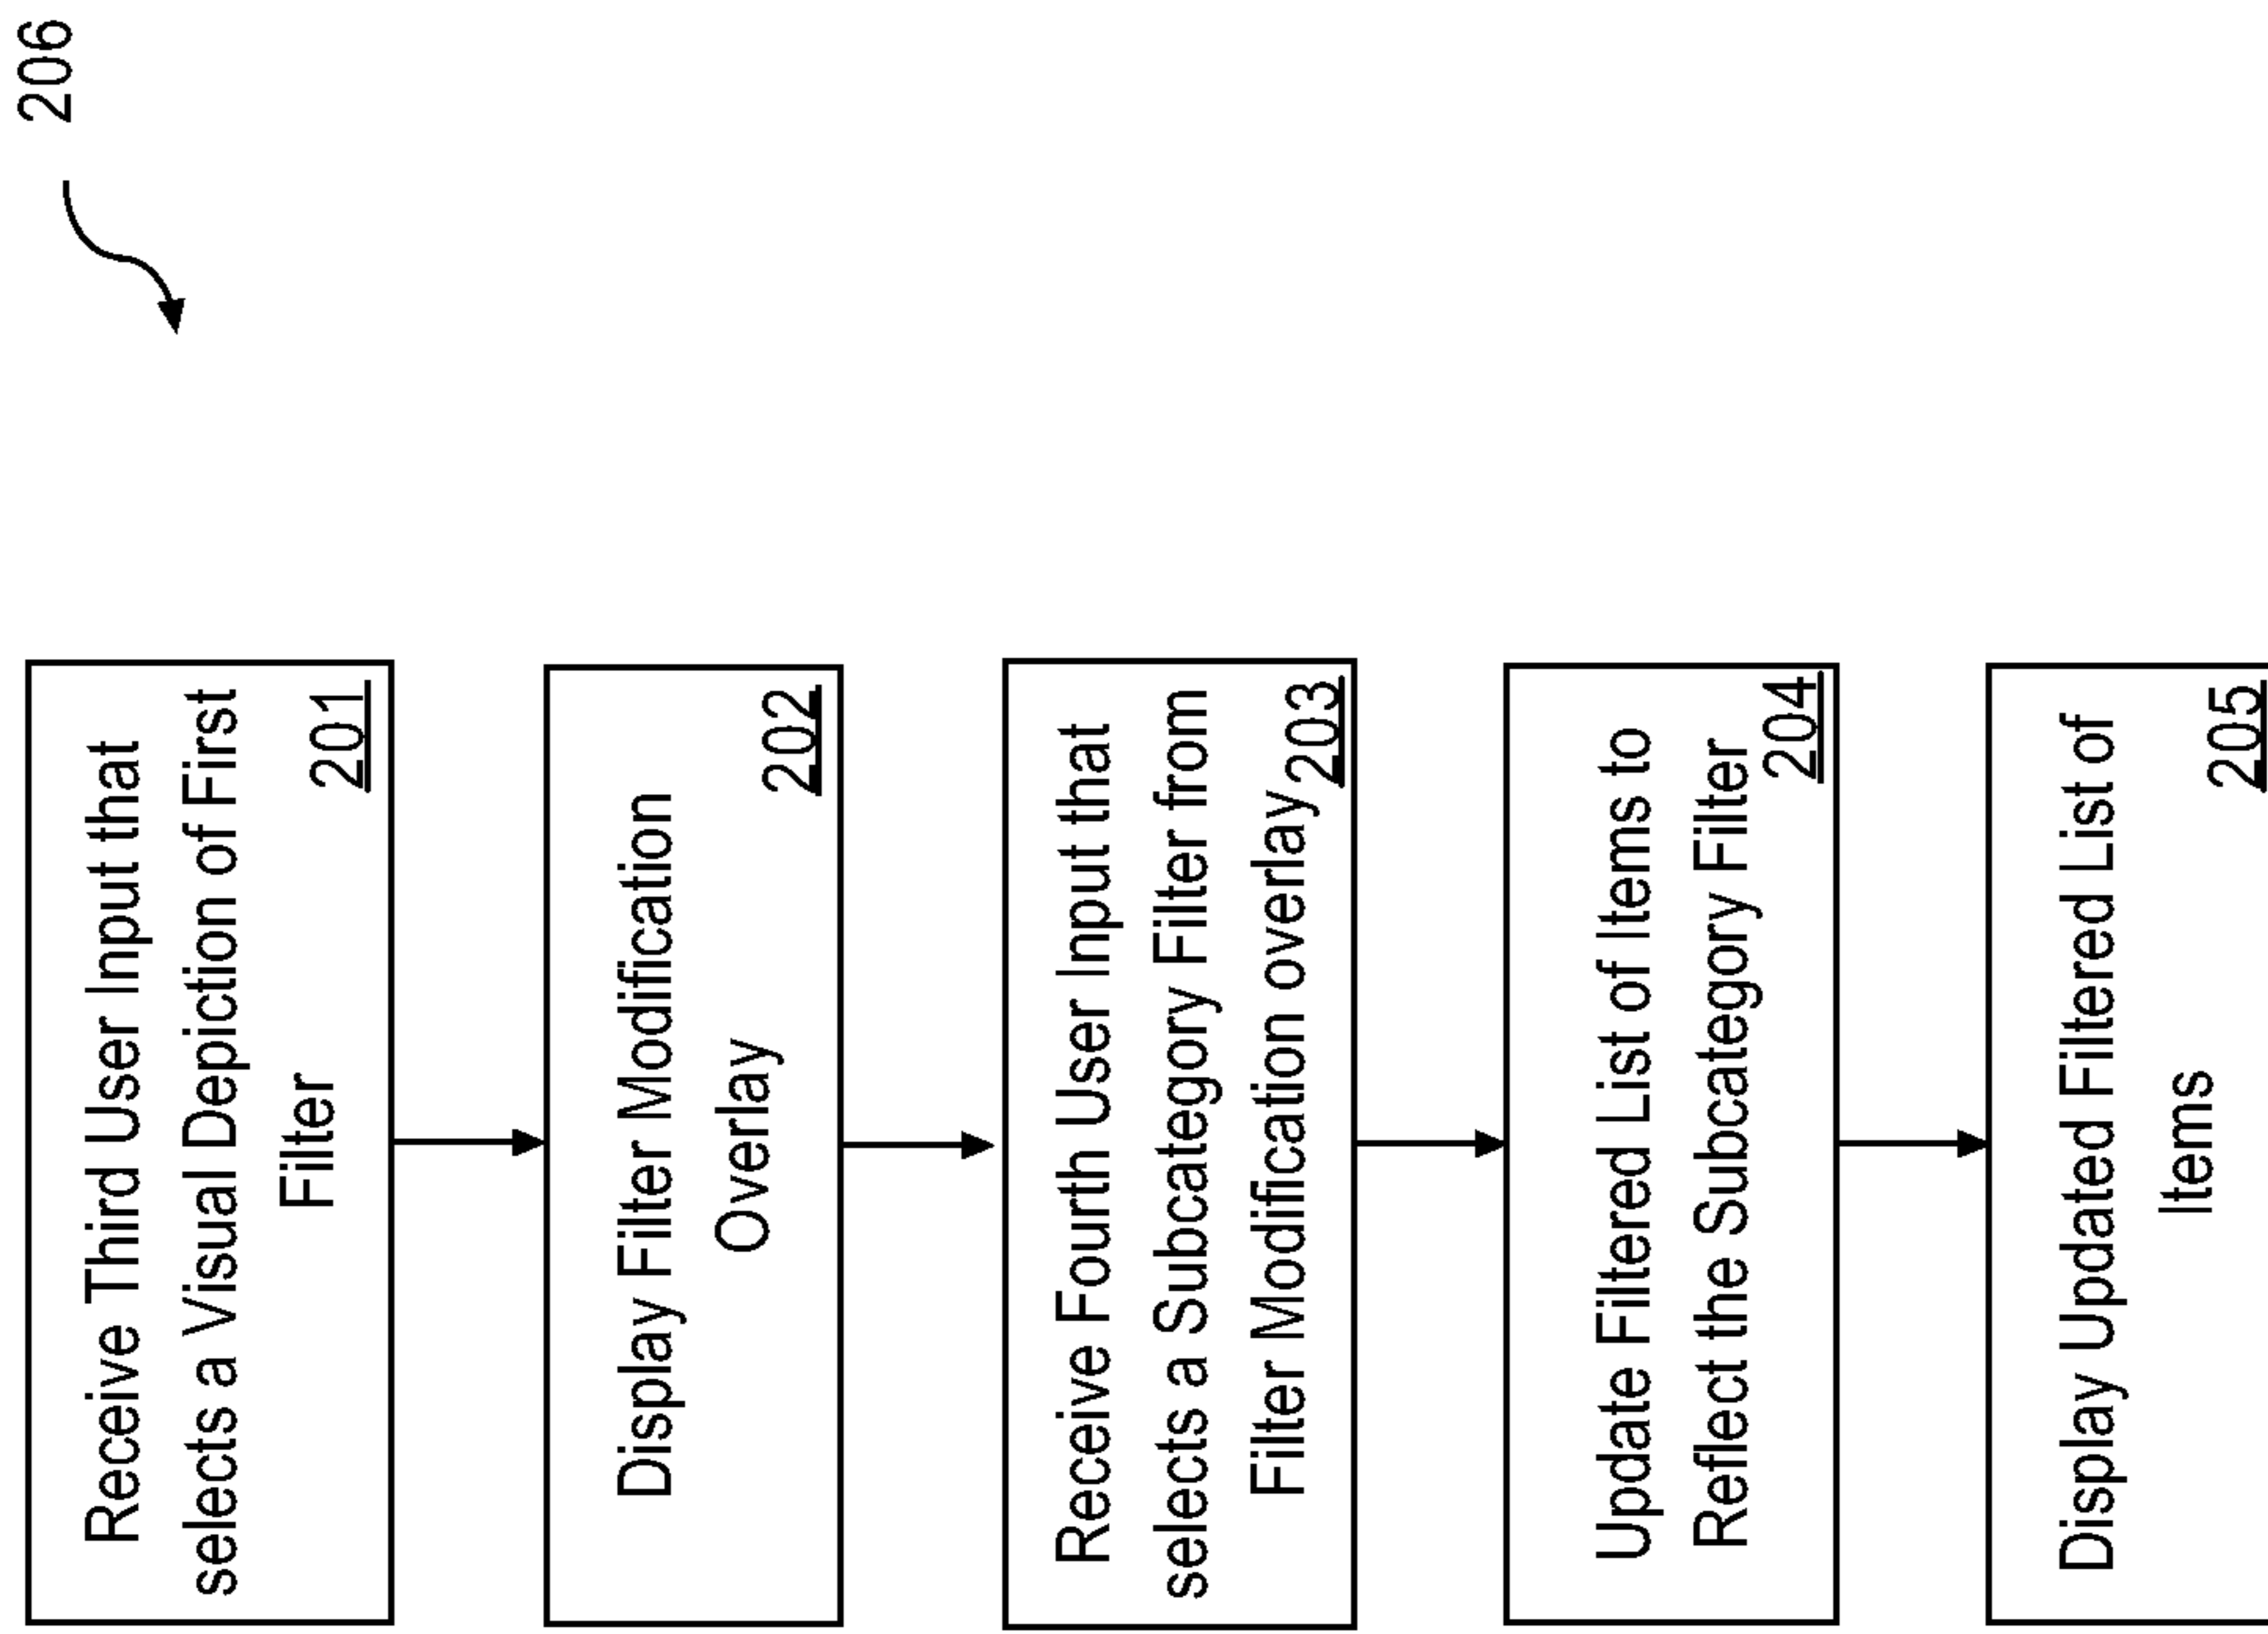 206
Receive Third User Input that
selects a Visual Depiction of First
Filter
201
Display Filter Modification
Overlay
202
Receive Fourth User Input that
selects a Subcategory Filter from
Filter Modification overlay
203
Update Filtered List of Items to
Reflect the Subcategory Filter
204
Display Updated Filtered List of
Items
205